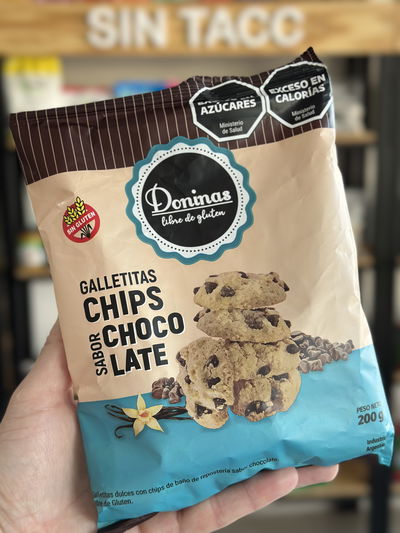 SIN TACC
EXCESO EN
AZÚCARES
Ministerio
de Salud
EXCESO EN
CALORÍAS
Ministerio
de Salud
Doninas
libre de gluten
SIN GLUTEN
GALLETITAS
CHIPS
SABOR
CHOCO
LATE
PESO NETO
200 g
Industria
Galletitas dulces con chips de baño de repostería sabor chocolate.
de Gluten.